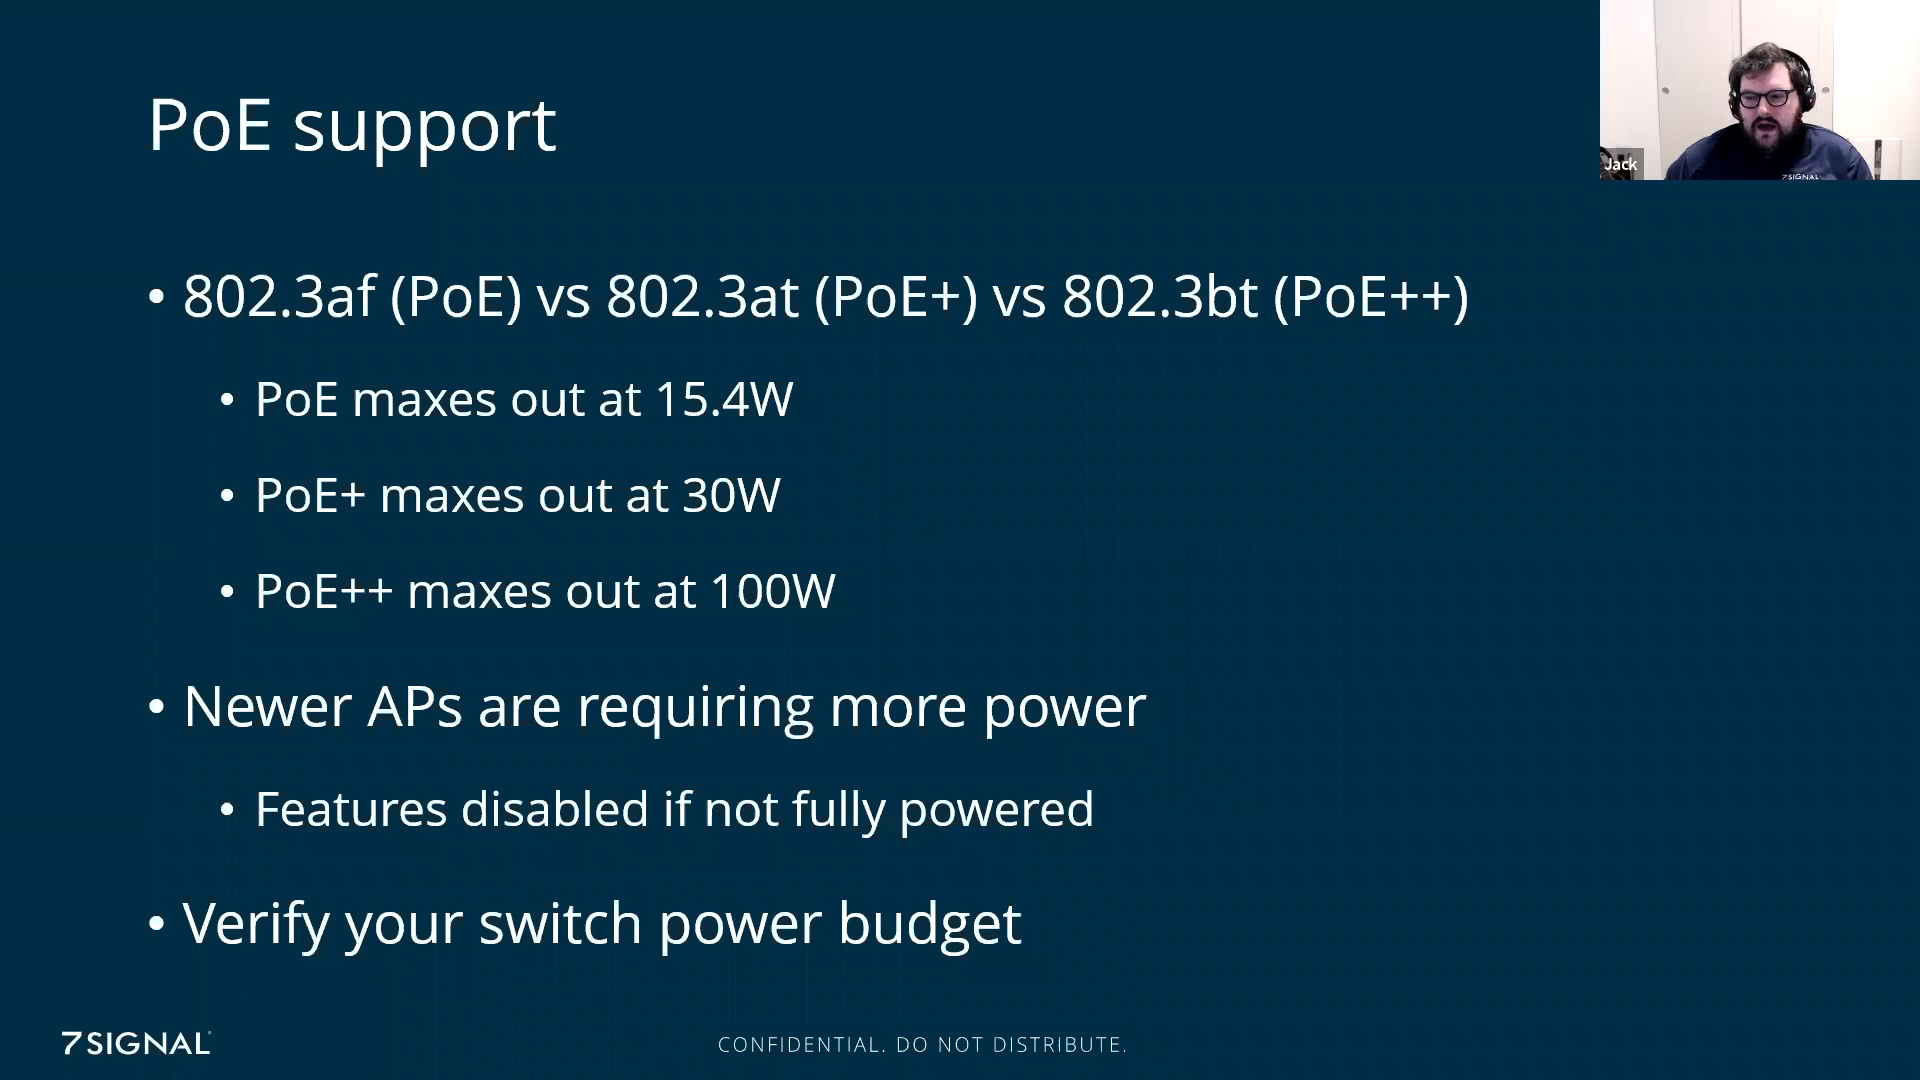 PoE support
Jack
7SIGNAL
• 802.3af (PoE) vs 802.3at (PoE+) vs 802.3bt (PoE++)
• PoE maxes out at 15.4W
• PoE+ maxes out at 30W
• PoE++ maxes out at 100W
• Newer APs are requiring more power
• Features disabled if not fully powered
• Verify your switch power budget
7SIGNAL
CONFIDENTIAL. DO NOT DISTRIBUTE.